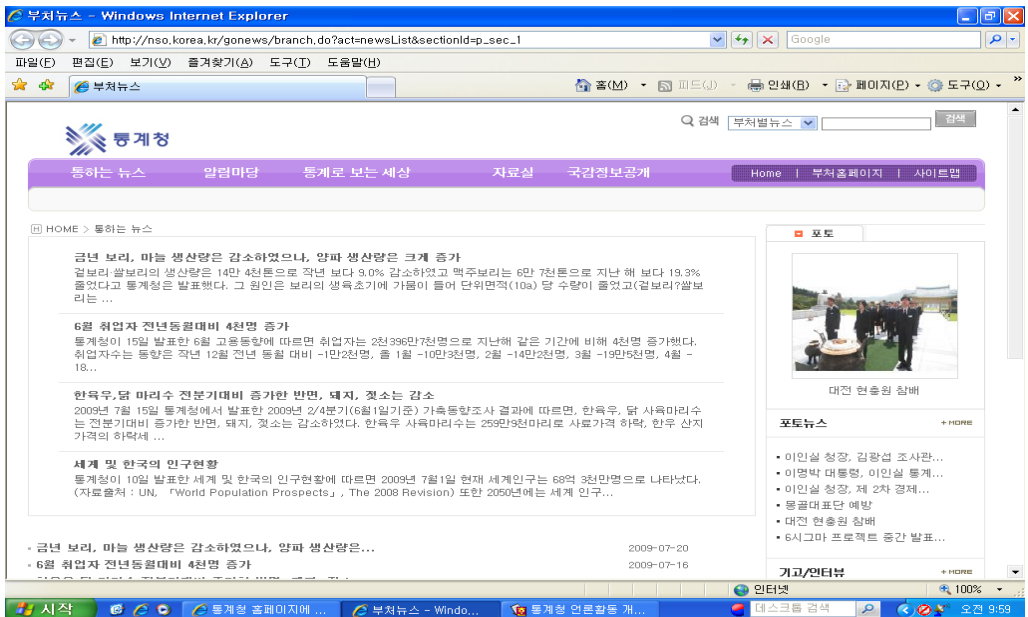 부처뉴스 - Windows Internet Explorer
http://nso.korea.kr/gonews/branch.do?act=newsList&sectionId=p_sec_1
Google
파일(F) 편집(E) 보기(V) 즐겨찾기(A) 도구(T) 도움말(H)
부처뉴스
홈(M) 피드(J) 인쇄(R) 페이지(P) 도구(O) »
통계청
검색 부처별뉴스 검색
통하는 뉴스 알림마당 통계로 보는 세상 자료실 국감정보공개
Home | 부처홈페이지 | 사이트맵
H HOME > 통하는 뉴스
금년 보리, 마늘 생산량은 감소하였으나, 양파 생산량은 크게 증가
겉보리·쌀보리의 생산량은 14만 4천톤으로 작년 보다 9.0% 감소하였고 맥주보리는 6만 7천톤으로 지난 해 보다 19.3%
줄었다고 통계청은 발표했다. 그 원인은 보리의 생육초기에 가뭄이 들어 단위면적(10a) 당 수량이 줄었고(겉보리?쌀보
리는 ...
6월 취업자 전년동월대비 4천명 증가
통계청이 15일 발표한 6월 고용동향에 따르면 취업자는 2천396만7천명으로 지난해 같은 기간에 비해 4천명 증가했다.
취업자수는 동향은 작년 12월 전년 동월 대비 -1만2천명, 올 1월 -10만3천명, 2월 -14만2천명, 3월 -19만5천명, 4월 -
18...
한육우,닭 마리수 전분기대비 증가한 반면, 돼지, 젖소는 감소
2009년 7월 15일 통계청에서 발표한 2009년 2/4분기(6월1일기준) 가축동향조사 결과에 따르면, 한육우, 닭 사육마리수
는 전분기대비 증가한 반면, 돼지, 젖소는 감소하였다. 한육우 사육마리수는 259만9천마리로 사료가격 하락, 한우 산지
가격의 하락세 ...
세계 및 한국의 인구현황
통계청이 10일 발표한 세계 및 한국의 인구현황에 따르면 2009년 7월1일 현재 세계인구는 68억 3천만명으로 나타났다.
(자료출처 : UN, 「World Population Prospects」, The 2008 Revision) 또한 2050년에는 세계 인구...
금년 보리, 마늘 생산량은 감소하였으나, 양파 생산량은... 2009-07-20
6월 취업자 전년동월대비 4천명 증가 2009-07-16
포토
대전 현충원 참배
포토뉴스 + MORE
이인실 청장, 김광섭 조사관...
이명박 대통령, 이인실 통계...
이인실 청장, 제 2차 경제...
몽골대표단 예방
대전 현충원 참배
6시그마 프로젝트 중간 발표...
기고/인터뷰 + MORE
인터넷 100%
시작 통계청 홈페이지에 ... 부처뉴스 - Windo... 통계청 언론활동 개... 데스크톱 검색 오전 9:59